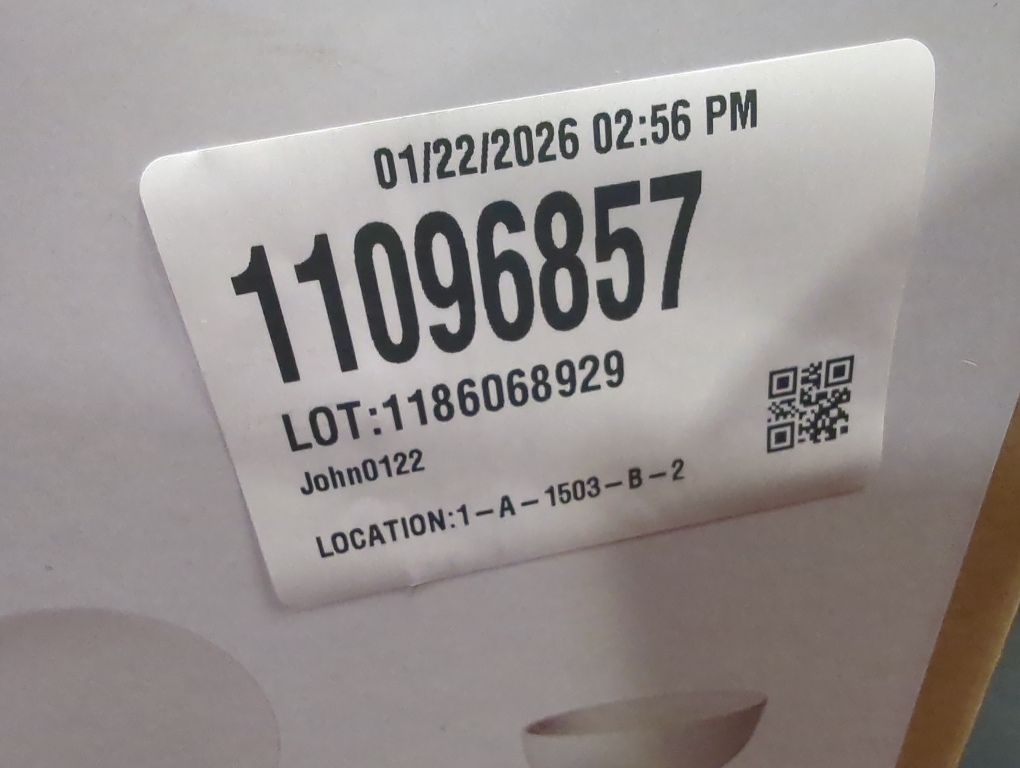 01/22/2026 02:56 PM
11096857
LOT:1186068929
John0122
LOCATION:1-A-1503-B-2